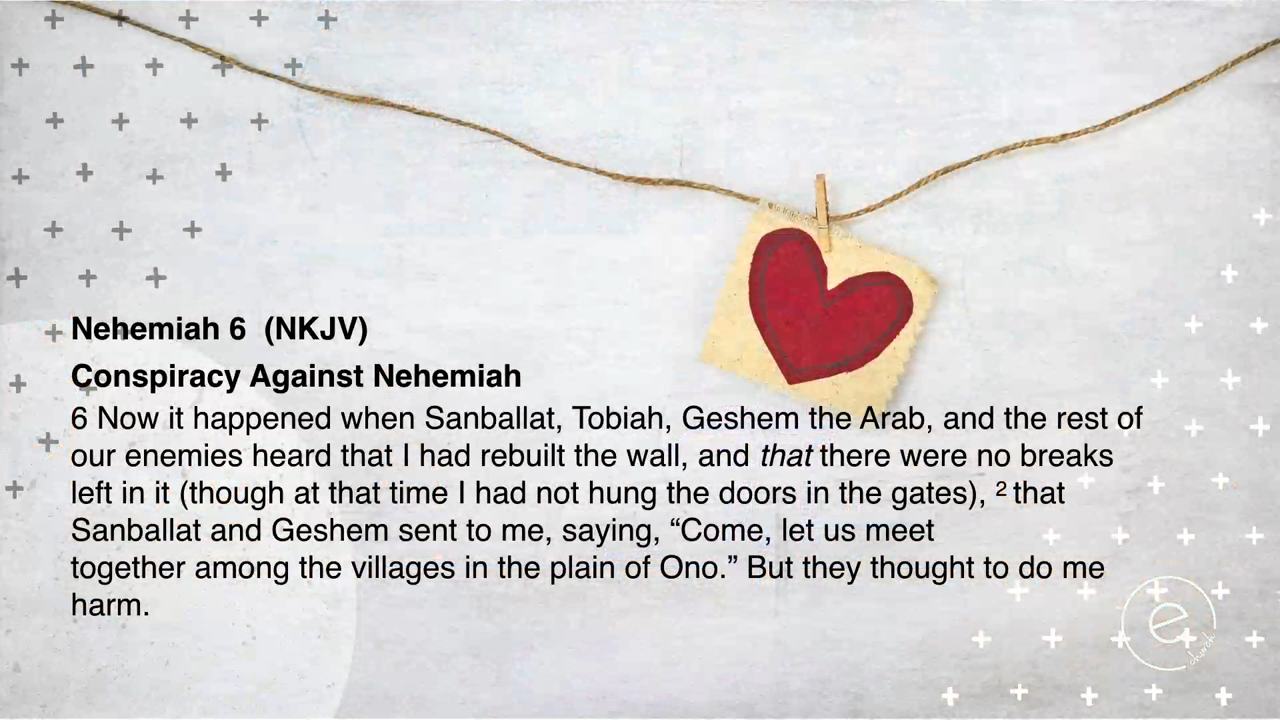 Nehemiah 6 (NKJV)
Conspiracy Against Nehemiah
6 Now it happened when Sanballat, Tobiah, Geshem the Arab, and the rest of
our enemies heard that I had rebuilt the wall, and that there were no breaks
left in it (though at that time I had not hung the doors in the gates), 2 that
Sanballat and Geshem sent to me, saying, “Come, let us meet
together among the villages in the plain of Ono.” But they thought to do me
harm.
e
church